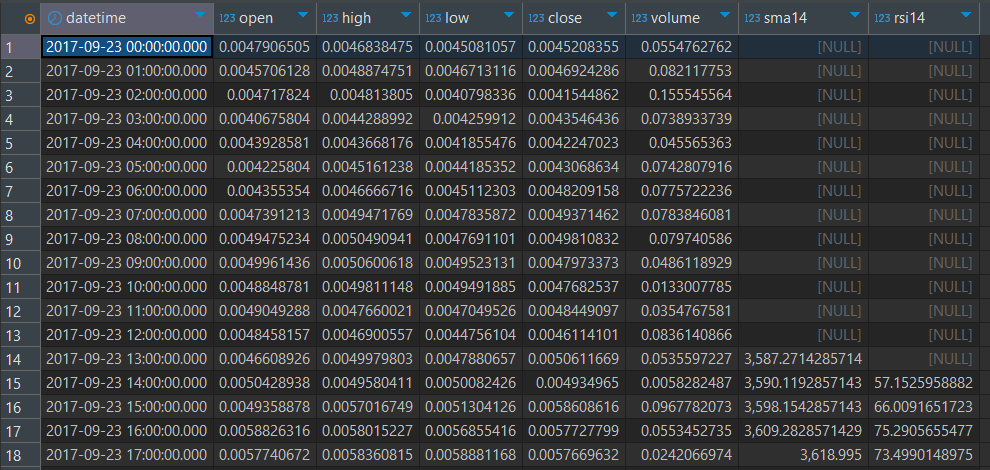 datetime 123 open 123 high 123 low 123 close 123 volume 123 sma14 123 rsi14
1 2017-09-23 00:00:00.000 0.0047906505 0.0046838475 0.0045081057 0.0045208355 0.0554762762 [NULL] [NULL]
2 2017-09-23 01:00:00.000 0.0045706128 0.0048874751 0.0046713116 0.0046924286 0.082117753 [NULL] [NULL]
3 2017-09-23 02:00:00.000 0.004717824 0.004813805 0.0040798336 0.0041544862 0.155545564 [NULL] [NULL]
4 2017-09-23 03:00:00.000 0.0040675804 0.0044288992 0.004259912 0.0043546436 0.0738933739 [NULL] [NULL]
5 2017-09-23 04:00:00.000 0.0043928581 0.0043668176 0.0041855476 0.0042247023 0.045565363 [NULL] [NULL]
6 2017-09-23 05:00:00.000 0.004225804 0.0045161238 0.0044185352 0.0043068634 0.0742807916 [NULL] [NULL]
7 2017-09-23 06:00:00.000 0.004355354 0.0046666716 0.0045112303 0.0048209158 0.0775722236 [NULL] [NULL]
8 2017-09-23 07:00:00.000 0.0047391213 0.0049471769 0.0047835872 0.0049371462 0.0783846081 [NULL] [NULL]
9 2017-09-23 08:00:00.000 0.0049475234 0.0050490941 0.0047691101 0.0049810832 0.079740586 [NULL] [NULL]
10 2017-09-23 09:00:00.000 0.0049961436 0.0050600618 0.0049523131 0.0047973373 0.0486118929 [NULL] [NULL]
11 2017-09-23 10:00:00.000 0.0048848781 0.0049811148 0.0049491885 0.0047682537 0.0133007785 [NULL] [NULL]
12 2017-09-23 11:00:00.000 0.0049049288 0.0047660021 0.0047049526 0.0048449097 0.0354767581 [NULL] [NULL]
13 2017-09-23 12:00:00.000 0.0048458157 0.0046900557 0.0044756104 0.0046114101 0.0836140866 [NULL] [NULL]
14 2017-09-23 13:00:00.000 0.0046608926 0.0049979803 0.0047880657 0.0050611669 0.0535597227 3,587.2714285714 [NULL]
15 2017-09-23 14:00:00.000 0.0050428938 0.0049580411 0.0050082426 0.004934965 0.0058282487 3,590.1192857143 57.1525958882
16 2017-09-23 15:00:00.000 0.0049358878 0.0057016749 0.0051304126 0.0058608616 0.0967782073 3,598.1542857143 66.0091651723
17 2017-09-23 16:00:00.000 0.0058826316 0.0058015227 0.0056855416 0.0057727799 0.0553452735 3,609.2828571429 75.2905655477
18 2017-09-23 17:00:00.000 0.0057740672 0.0058360815 0.0058881168 0.0057669632 0.0242066974 3,618.995 73.4990148975